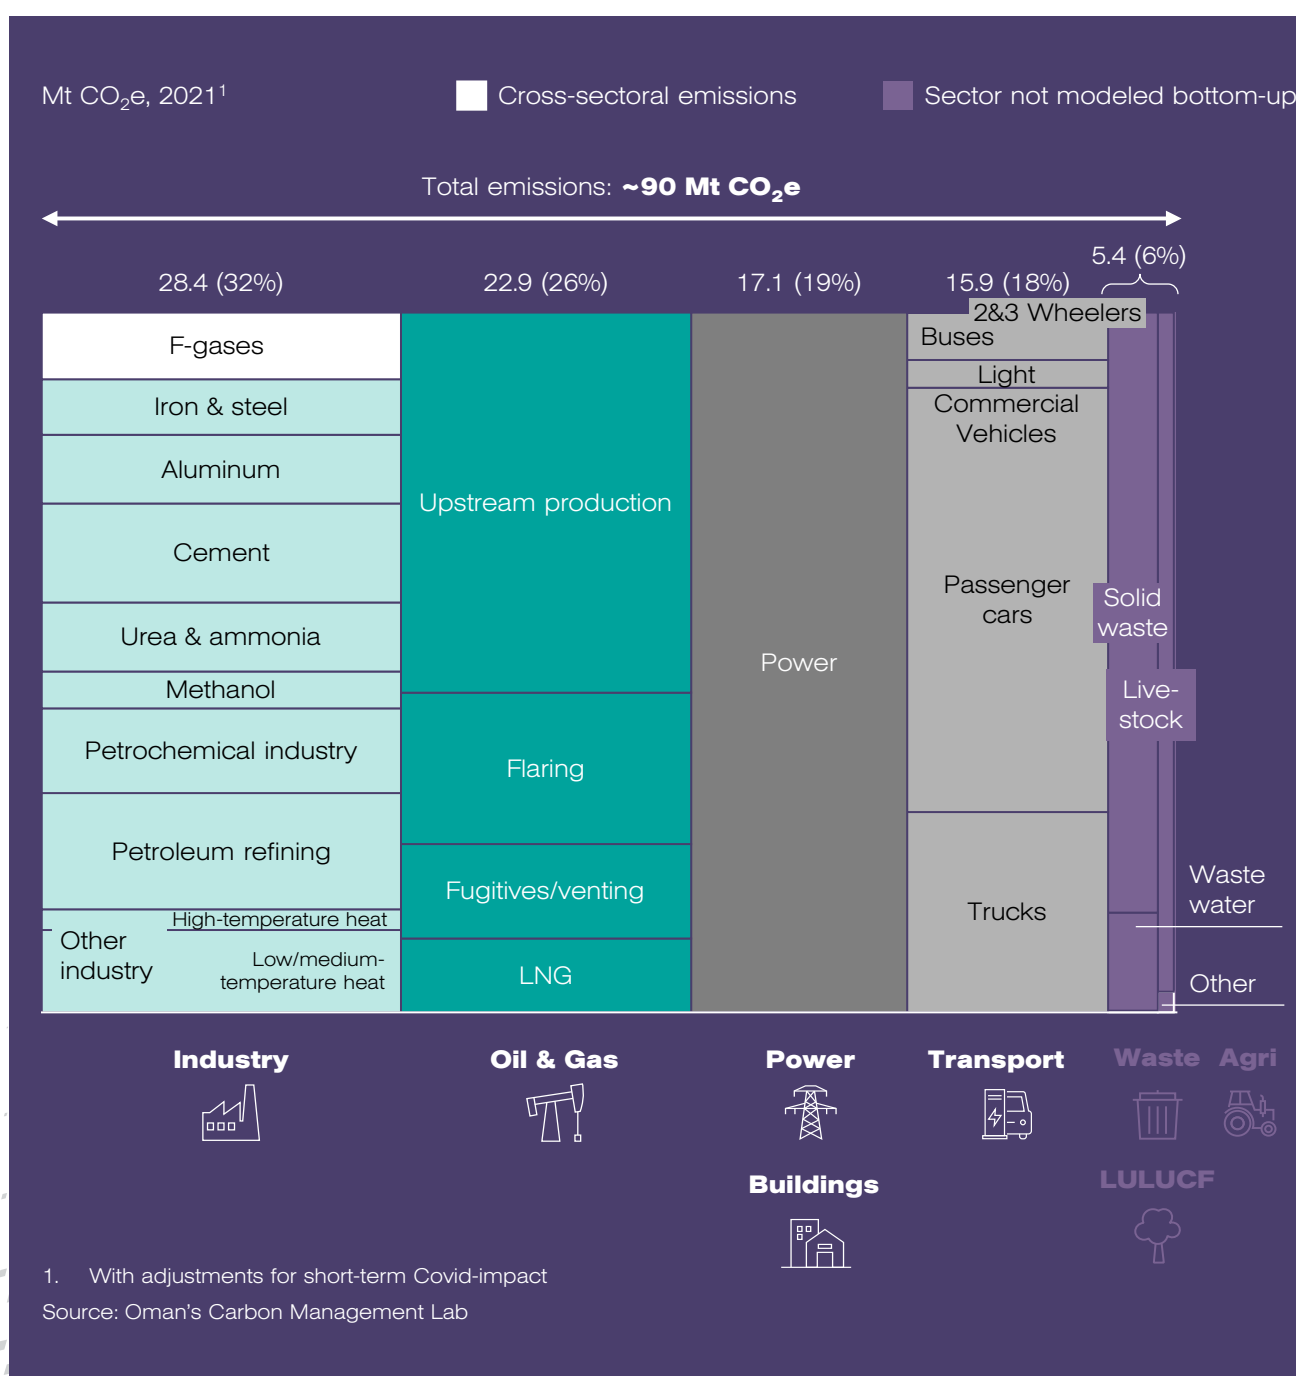 Mt CO₂e, 2021¹
Cross-sectoral emissions
Sector not modeled bottom-up
Total emissions: ~90 Mt CO₂e
28.4 (32%)
22.9 (26%)
17.1 (19%)
15.9 (18%)
5.4 (6%)
F-gases
Iron & steel
Aluminum
Cement
Urea & ammonia
Methanol
Petrochemical industry
Petroleum refining
High-temperature heat
Other
industry
Low/medium-
temperature heat
Upstream production
Flaring
Fugitives/venting
LNG
Power
2&3 Wheelers
Buses
Light
Commercial
Vehicles
Passenger
cars
Trucks
Solid
waste
Live-
stock
Waste
water
Other
Industry
Oil & Gas
Power
Transport
Waste
Agri
Buildings
LULUCF
1. With adjustments for short-term Covid-impact
Source: Oman's Carbon Management Lab